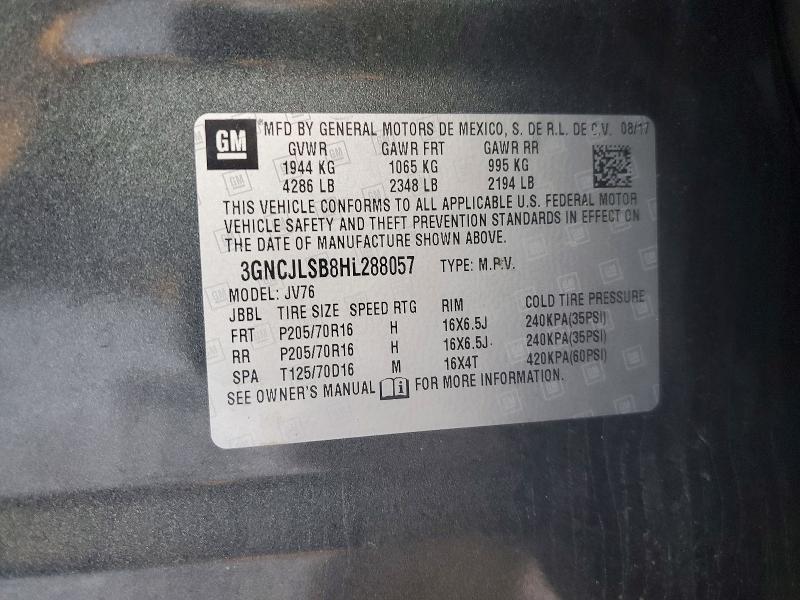 GM MFD BY GENERAL MOTORS DE MEXICO, S. DE R.L. DE C.V. 08/17
GVWR GAWR FRT GAWR RR
1944 KG 1065 KG 995 KG
4286 LB 2348 LB 2194 LB
THIS VEHICLE CONFORMS TO ALL APPLICABLE U.S. FEDERAL MOTOR
VEHICLE SAFETY AND THEFT PREVENTION STANDARDS IN EFFECT ON
THE DATE OF MANUFACTURE SHOWN ABOVE.
3GNCJLSB8HL288057 TYPE: M.P.V.
MODEL: JV76
JBBL TIRE SIZE SPEED RTG RIM COLD TIRE PRESSURE
FRT P205/70R16 H 16X6.5J 240KPA(35PSI)
RR P205/70R16 H 16X6.5J 240KPA(35PSI)
SPA T125/70D16 M 16X4T 420KPA(60PSI)
SEE OWNER'S MANUAL FOR MORE INFORMATION.